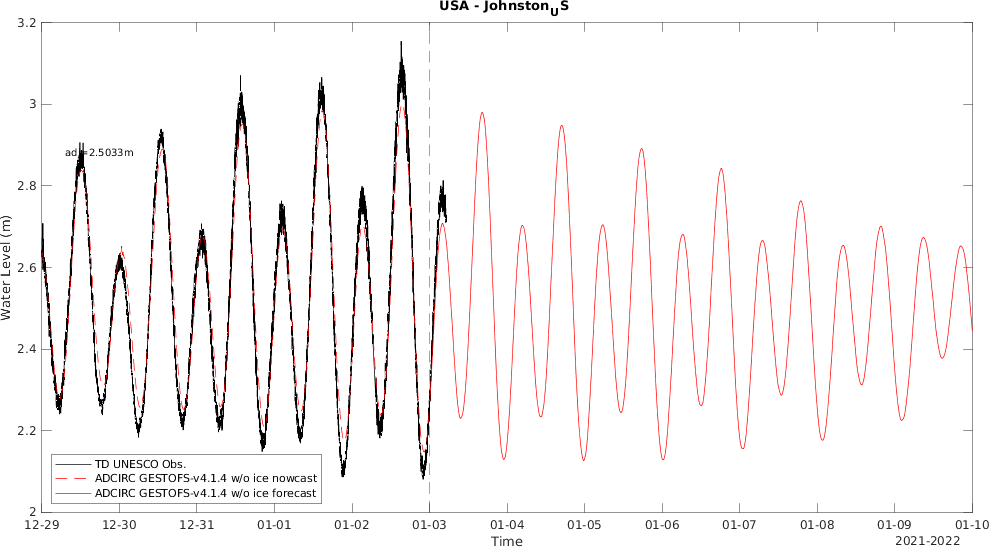 USA - Johnston_US
3.2
3
2.8
2.6
2.4
2.2
2
Water Level (m)
adj=2.5033m
TD UNESCO Obs.
ADCIRC GESTOFS-v4.1.4 w/o ice nowcast
ADCIRC GESTOFS-v4.1.4 w/o ice forecast
12-29 12-30 12-31 01-01 01-02 01-03 01-04 01-05 01-06 01-07 01-08 01-09 01-10
Time
2021-2022